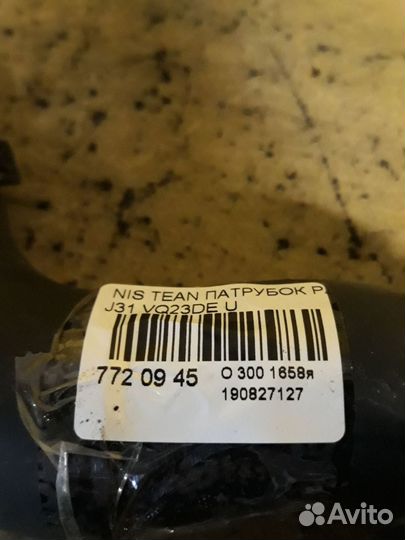 NIS TEAN ПАТРУБОК Р
J31 VQ23DE U
772 09 45
О 300 1658я
190827127
Avito